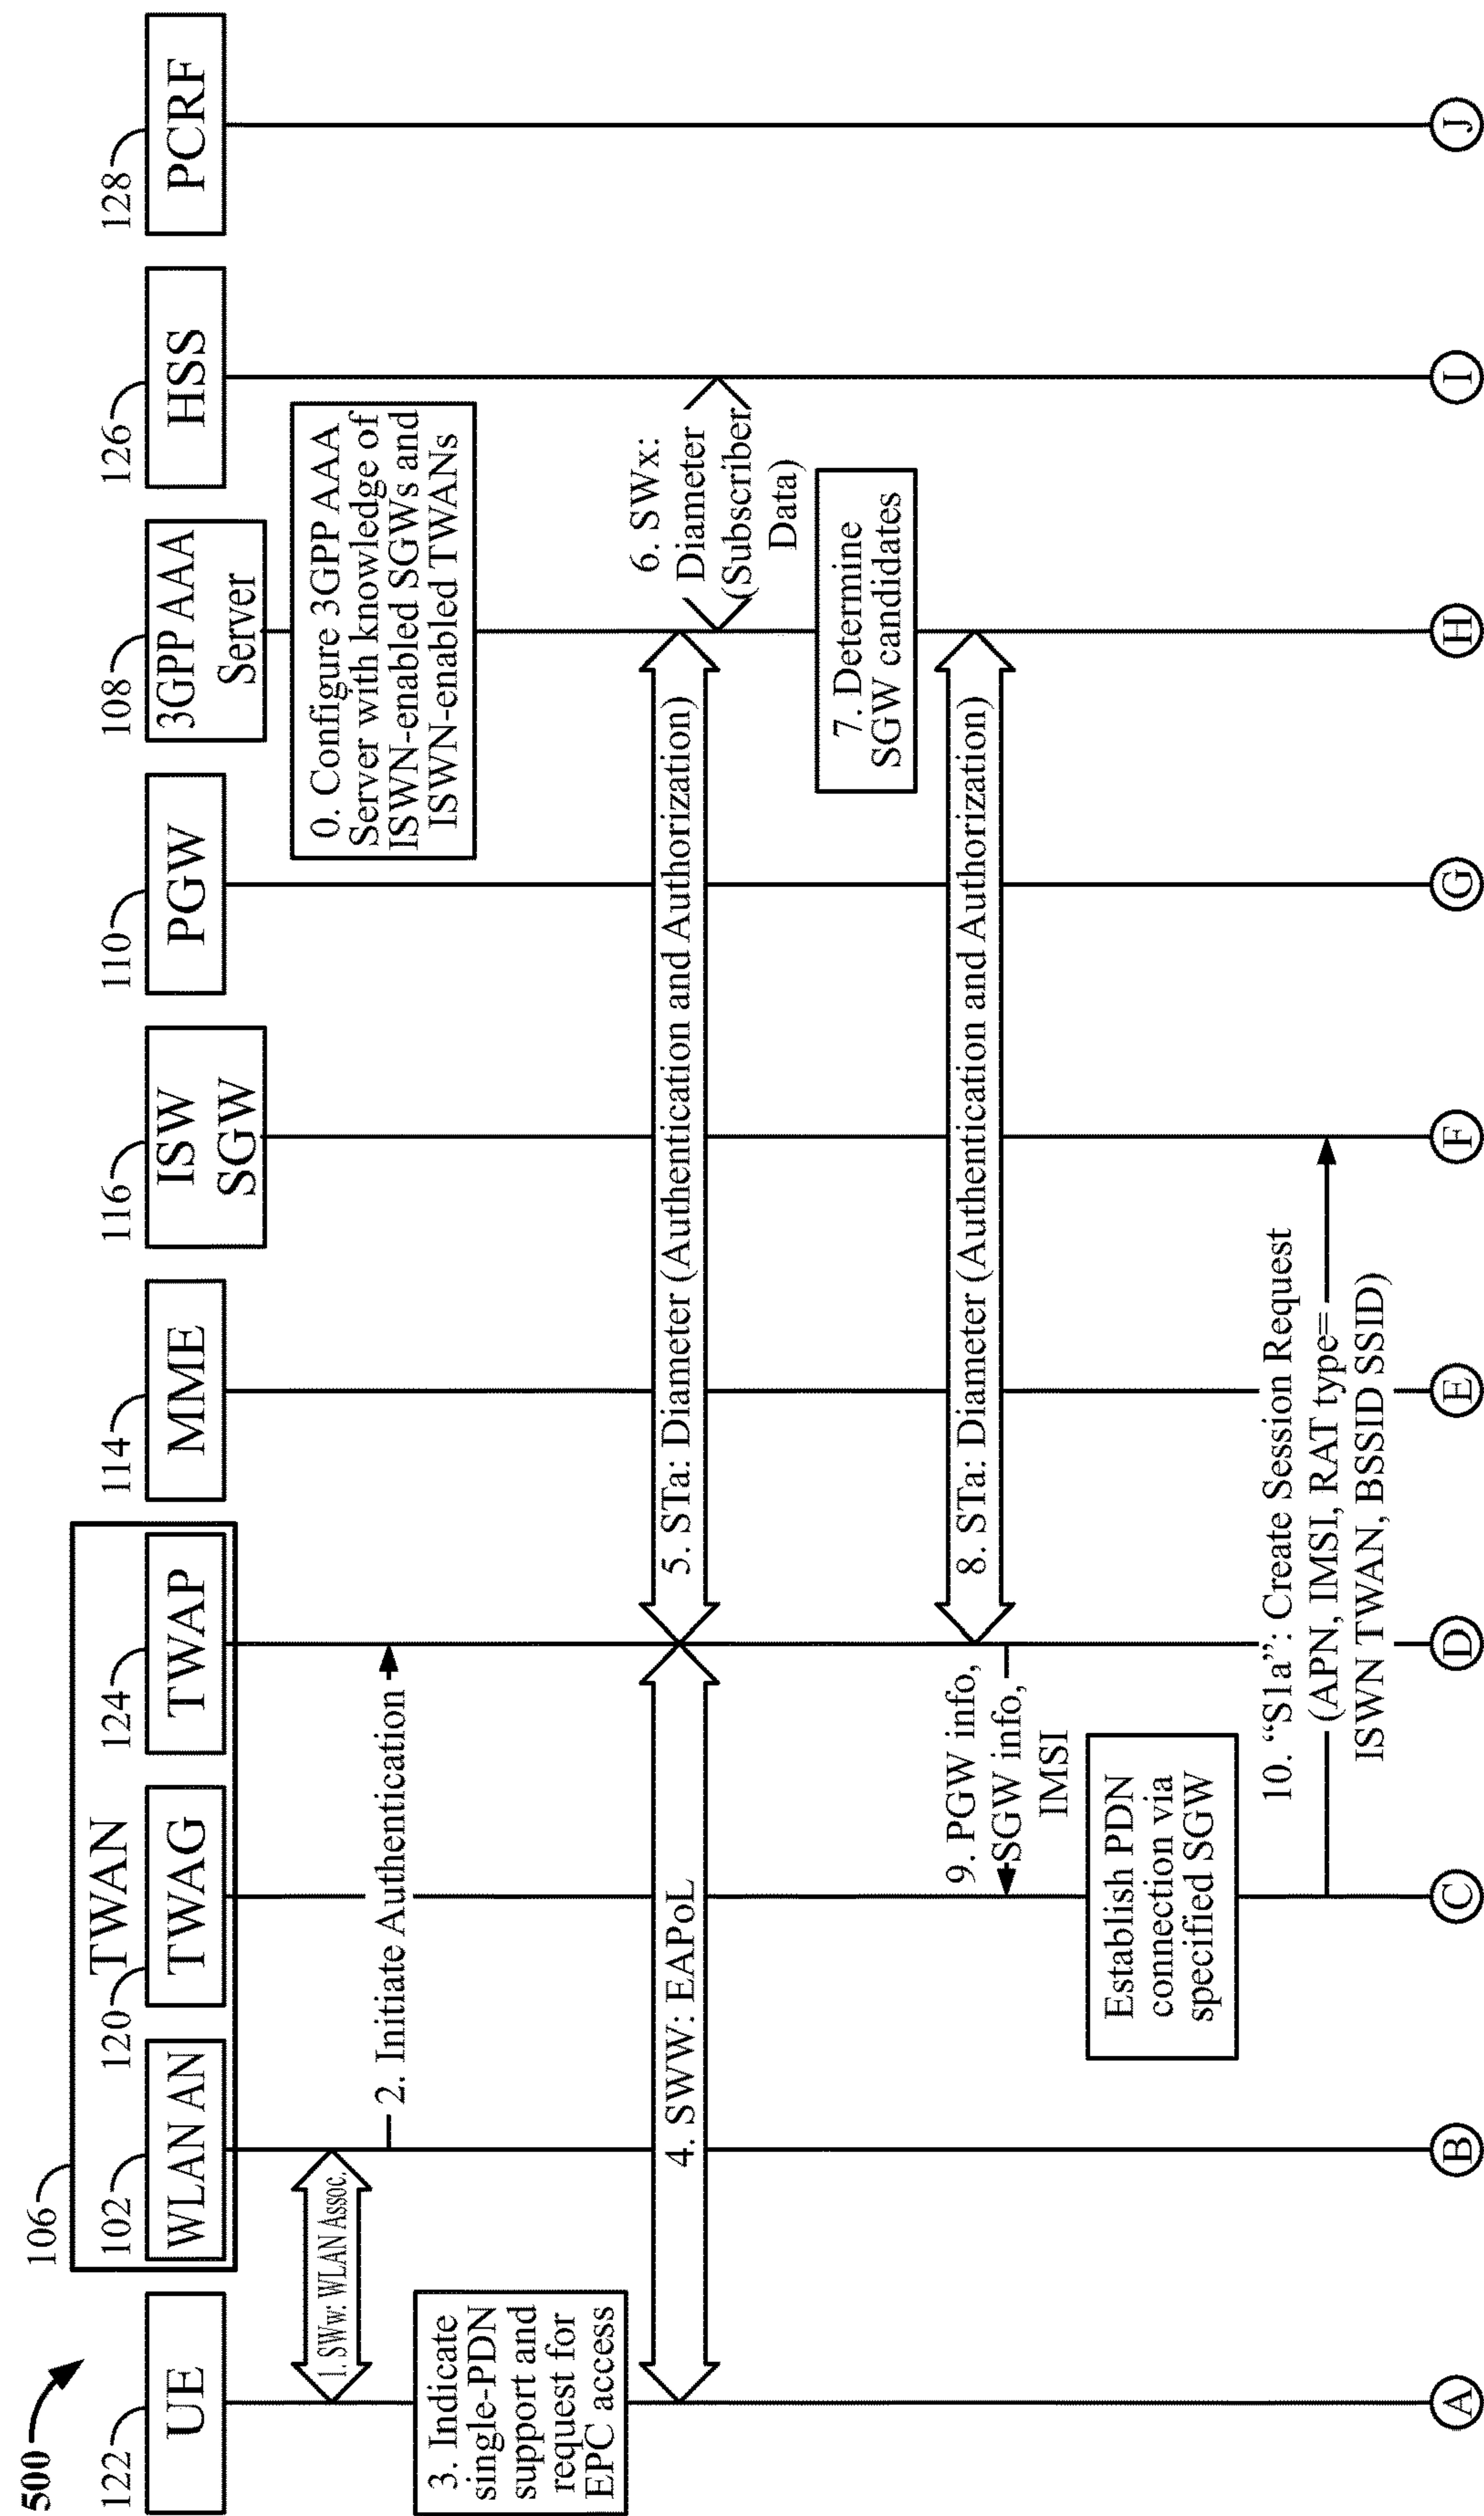 500
106
TWAN
122
102
120
124
114
116
110
108
126
128
UE
WLAN AN
TWAG
TWAP
MME
ISW
SGW
PGW
3GPP AAA
Server
HSS
PCRF
0. Configure 3GPP AAA
Server with knowledge of
ISWN-enabled SGWs and
ISWN-enabled TWANs
1. SWw: WLAN Assoc.
2. Initiate Authentication
3. Indicate
single-PDN
support and
request for
EPC access
4. SWW: EAPoL
5. STa: Diameter (Authentication and Authorization)
6. SWx:
Diameter
(Subscriber
Data)
7. Determine
SGW candidates
8. STa: Diameter (Authentication and Authorization)
9. PGW info,
SGW info,
IMSI
Establish PDN
connection via
specified SGW
10. “S1a”: Create Session Request
(APN, IMSI, RAT type=
ISWN TWAN, BSSID SSID)
A
B
C
D
E
F
G
H
I
J